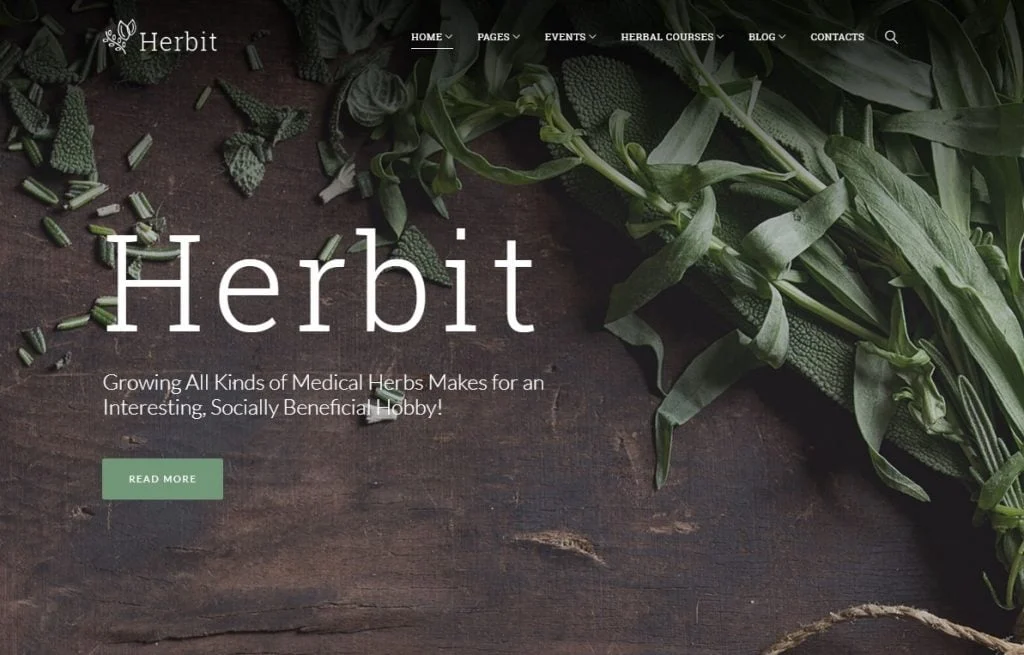 Herbit
HOME
PAGES
EVENTS
HERBAL COURSES
BLOG
CONTACTS
Herbit
Growing All Kinds of Medical Herbs Makes for an
Interesting, Socially Beneficial Hobby!
READ MORE